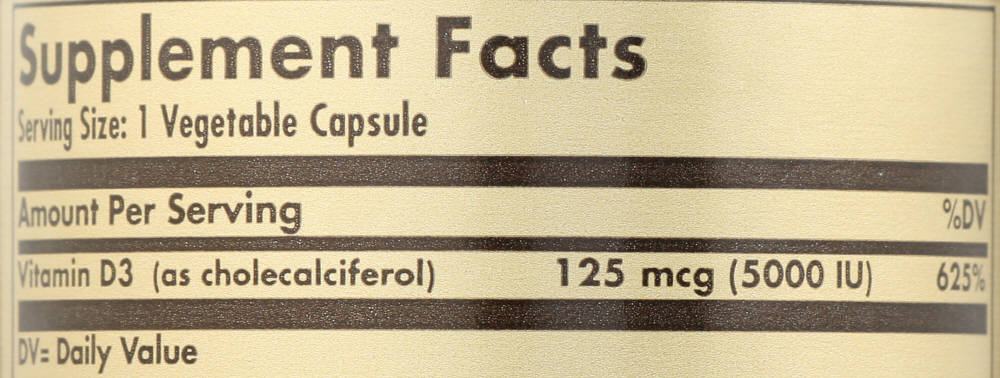 Supplement Facts
Serving Size: 1 Vegetable Capsule
Amount Per Serving %DV
Vitamin D3 (as cholecalciferol) 125 mcg (5000 IU) 625%
DV= Daily Value